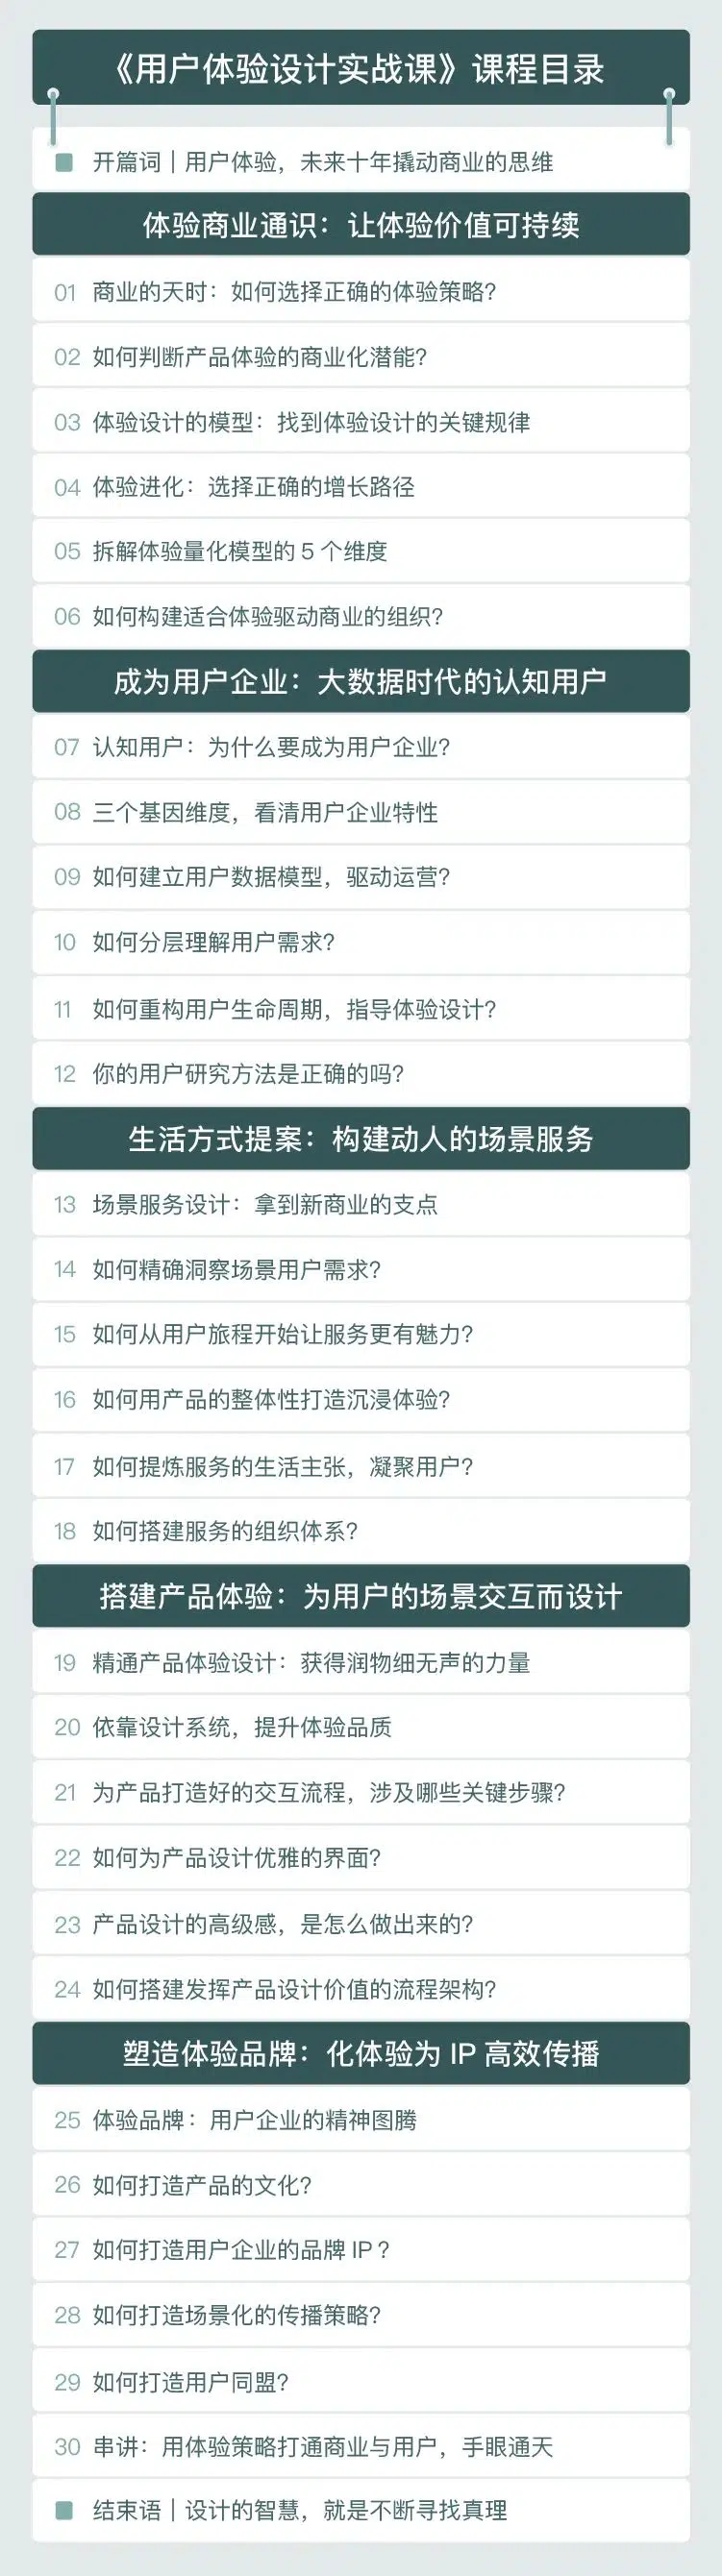 《用户体验设计实战课》课程目录
开篇词｜用户体验，未来十年撬动商业的思维
体验商业通识：让体验价值可持续
01 商业的天时：如何选择正确的体验策略？
02 如何判断产品体验的商业化潜能？
03 体验设计的模型：找到体验设计的关键规律
04 体验进化：选择正确的增长路径
05 拆解体验量化模型的 5 个维度
06 如何构建适合体验驱动商业的组织？
成为用户企业：大数据时代的认知用户
07 认知用户：为什么要成为用户企业？
08 三个基因维度，看清用户企业特性
09 如何建立用户数据模型，驱动运营？
10 如何分层理解用户需求？
11 如何重构用户生命周期，指导体验设计？
12 你的用户研究方法是正确的吗？
生活方式提案：构建动人的场景服务
13 场景服务设计：拿到新商业的支点
14 如何精确洞察场景用户需求？
15 如何从用户旅程开始让服务更有魅力？
16 如何用产品的整体性打造沉浸体验？
17 如何提炼服务的生活主张，凝聚用户？
18 如何搭建服务的组织体系？
搭建产品体验：为用户的场景交互而设计
19 精通产品体验设计：获得润物细无声的力量
20 依靠设计系统，提升体验品质
21 为产品打造好的交互流程，涉及哪些关键步骤？
22 如何为产品设计优雅的界面？
23 产品设计的高级感，是怎么做出来的？
24 如何搭建发挥产品设计价值的流程架构？
塑造体验品牌：化体验为 IP 高效传播
25 体验品牌：用户企业的精神图腾
26 如何打造产品的文化？
27 如何打造用户企业的品牌 IP？
28 如何打造场景化的传播策略？
29 如何打造用户同盟？
30 串讲：用体验策略打通商业与用户，手眼通天
结束语｜设计的智慧，就是不断寻找真理